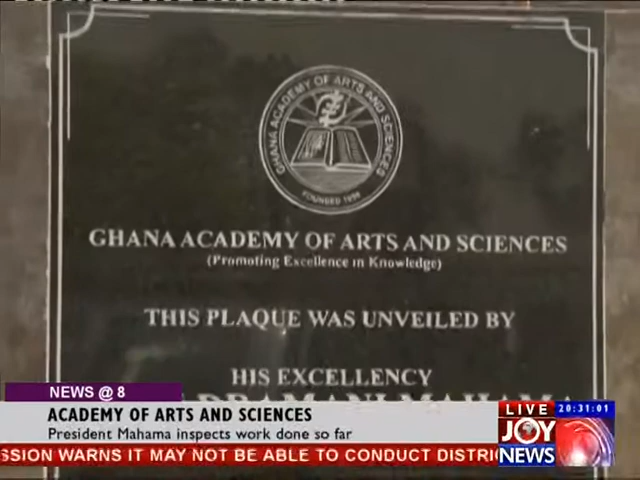 GHANA ACADEMY OF ARTS AND SCIENCES
GHANA ACADEMY OF ARTS AND SCIENCES
(Promoting Excellence in Knowledge)
THIS PLAQUE WAS UNVEILED BY
HIS EXCELLENCY
MAHAMA
NEWS @ 8
ACADEMY OF ARTS AND SCIENCES
President Mahama inspects work done so far
LIVE 20:31:01
JOY
NEWS
SSION WARNS IT MAY NOT BE ABLE TO CONDUCT DISTRI